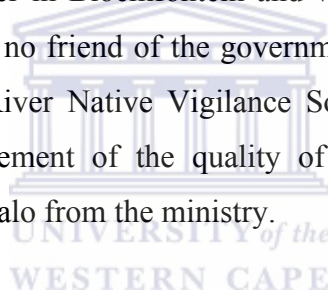 no friend of the governm
River Native Vigilance So
ement of the quality of
alo from the ministry.
UNIVERSITY of the
WESTERN CAPE